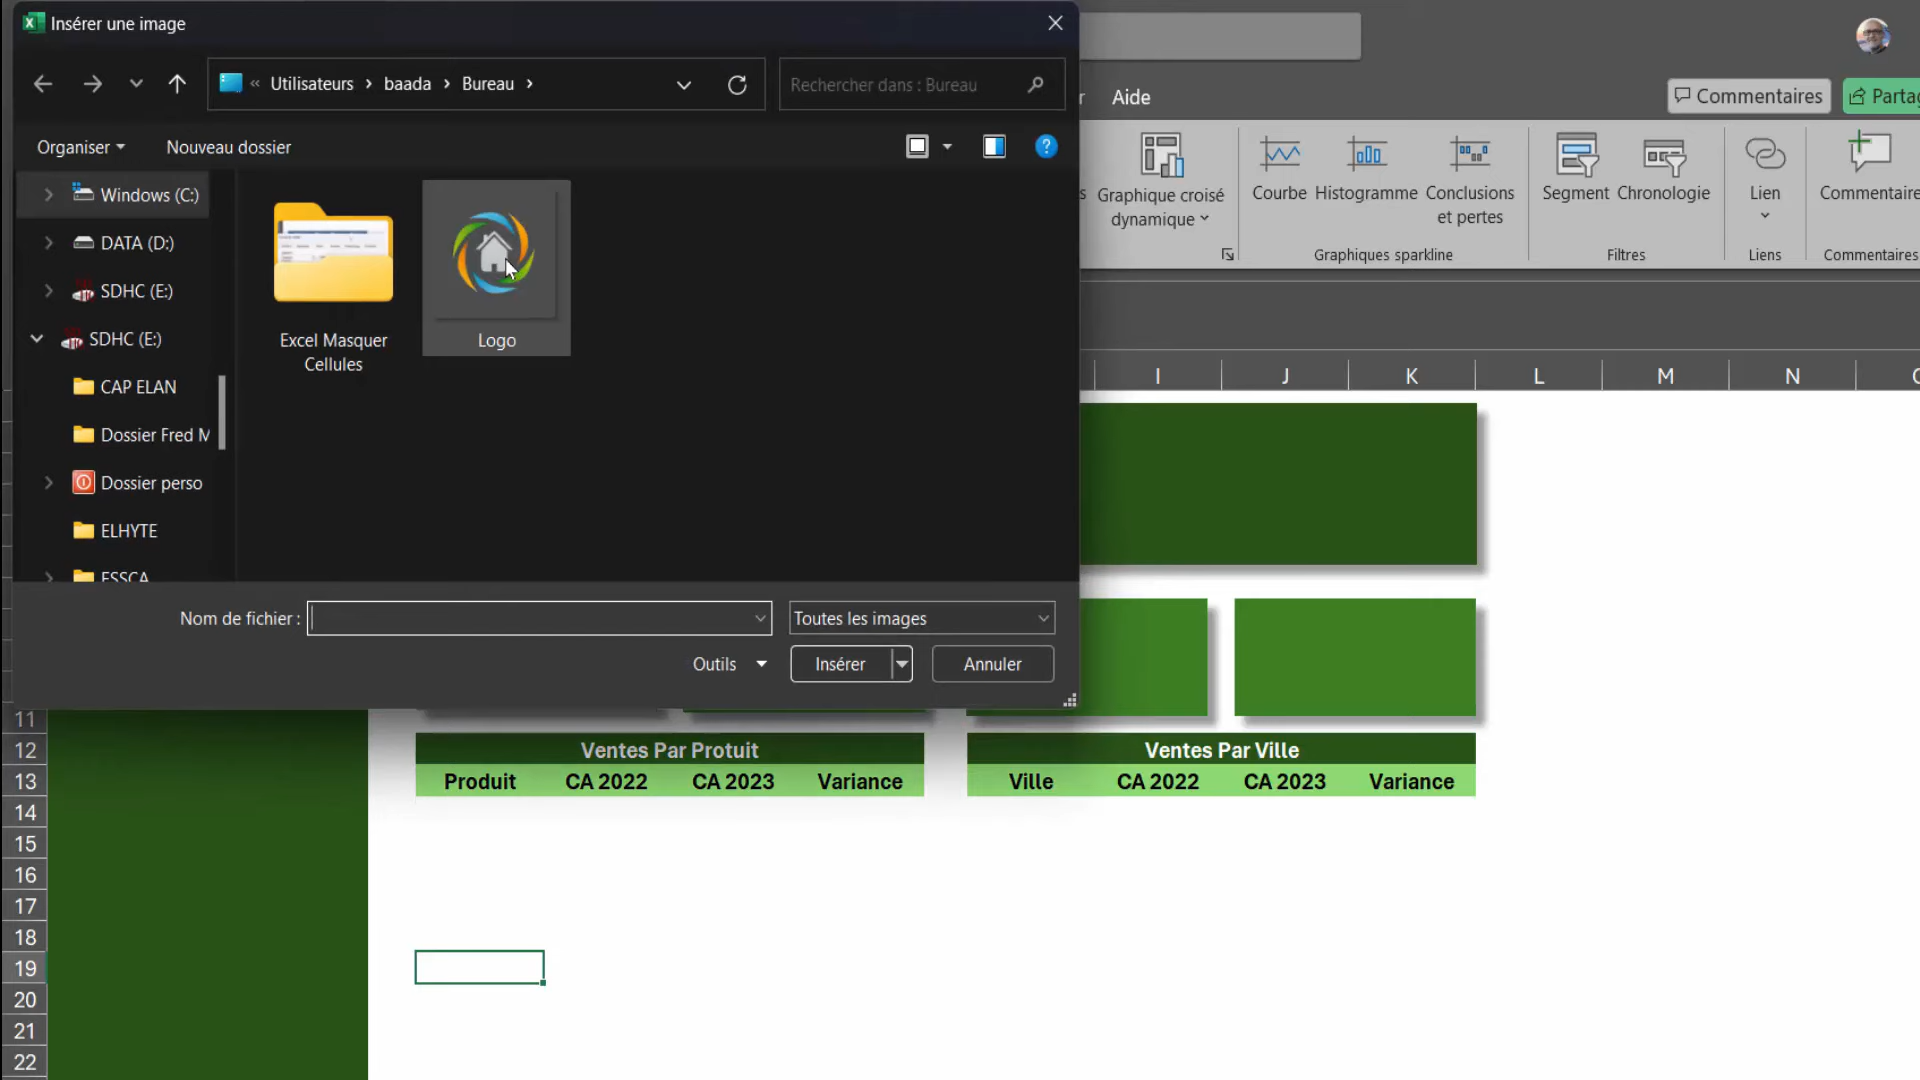 Insérer une image
« Utilisateurs › baada › Bureau ›
Rechercher dans : Bureau
Organiser
Nouveau dossier
Windows (C:)
DATA (D:)
SDHC (E:)
SDHC (E:)
CAP ELAN
Dossier Fred M
Dossier perso
ELHYTE
ESSCA
Excel Masquer
Cellules
Logo
Nom de fichier :
Toutes les images
Outils
Insérer
Annuler
Aide
Commentaires
Partag
Graphique croisé
dynamique
Courbe
Histogramme
Conclusions
et pertes
Graphiques sparkline
Segment
Chronologie
Filtres
Lien
Liens
Commentaire
Commentaires
I J K L M N
11
12
13
14
15
16
17
18
19
20
21
22
Ventes Par Protuit
Produit CA 2022 CA 2023 Variance
Ventes Par Ville
Ville CA 2022 CA 2023 Variance